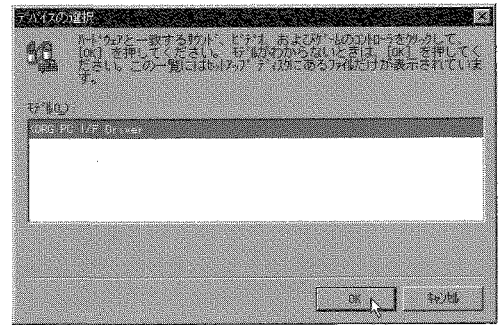 デバイスの選択
ハードウェアと一致するサウンド、ビデオ、およびゲームのコントローラをクリックして、
[OK] を押してください。 モデルがわからないときは、[OK] を押してく
ださい。この一覧にはセットアップ ディスクにあるファイルだけが表示されていま
す。
モデル(L):
KORG PC I/F Driver
OK
キャンセル